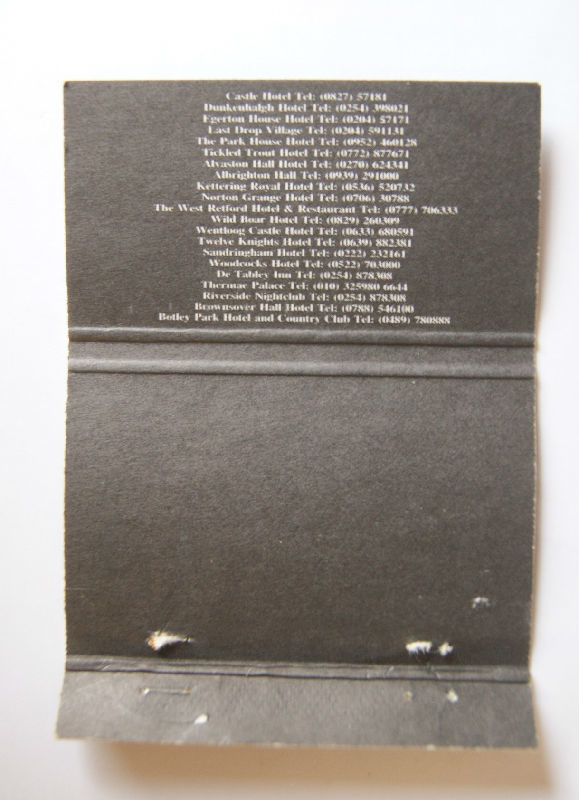 Castle Hotel Tel: (0827) 57181
Dunkenhalgh Hotel Tel: (0254) 398021
Egerton House Hotel Tel: (0204) 57171
Last Drop Village Tel: (0204) 591131
The Park House Hotel Tel: (0952) 460128
Tickled Trout Hotel Tel: (0772) 877671
Alvaston Hall Hotel Tel: (0270) 624341
Albrighton Hall Tel: (0939) 291000
Kettering Royal Hotel Tel: (0536) 520732
Norton Grange Hotel Tel: (0706) 30788
The West Retford Hotel & Restaurant Tel: (0777) 706333
Wild Boar Hotel Tel: (0829) 260309
Wentloog Castle Hotel Tel: (0633) 680591
Twelve Knights Hotel Tel: (0639) 882381
Sandringham Hotel Tel: (0222) 232161
Woodcocks Hotel Tel: (0522) 703000
De Tabley Inn Tel: (0254) 878308
Thermae Palace Tel: (010) 325980 6644
Riverside Nightclub Tel: (0254) 878308
Brownsover Hall Hotel Tel: (0788) 546100
Botley Park Hotel and Country Club Tel: (0489) 780888